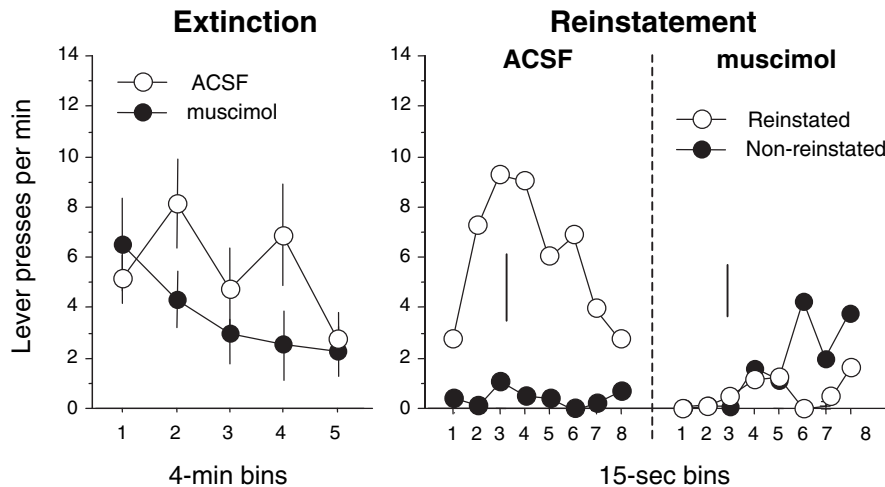 Extinction
Reinstatement
ACSF
muscimol
ACSF
muscimol
Reinstated
Non-reinstated
Lever presses per min
14
12
10
8
6
4
2
0
1 2 3 4 5
4-min bins
14
12
10
8
6
4
2
0
1 2 3 4 5 6 7 8 1 2 3 4 5 6 7 8
15-sec bins